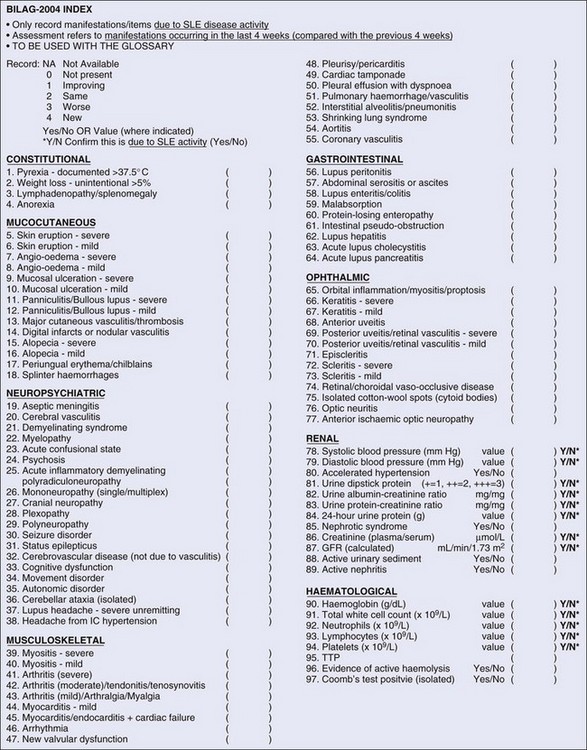 BILAG-2004 INDEX
• Only record manifestations/items due to SLE disease activity
• Assessment refers to manifestations occurring in the last 4 weeks (compared with the previous 4 weeks)
• TO BE USED WITH THE GLOSSARY
Record: NA Not Available
0 Not present
1 Improving
2 Same
3 Worse
4 New
Yes/No OR Value (where indicated)
*Y/N Confirm this is due to SLE activity (Yes/No)
CONSTITUTIONAL
1. Pyrexia - documented >37.5°C ( )
2. Weight loss - unintentional >5% ( )
3. Lymphadenopathy/splenomegaly ( )
4. Anorexia ( )
MUCOCUTANEOUS
5. Skin eruption - severe ( )
6. Skin eruption - mild ( )
7. Angio-oedema - severe ( )
8. Angio-oedema - mild ( )
9. Mucosal ulceration - severe ( )
10. Mucosal ulceration - mild ( )
11. Panniculitis/Bullous lupus - severe ( )
12. Panniculitis/Bullous lupus - mild ( )
13. Major cutaneous vasculitis/thrombosis ( )
14. Digital infarcts or nodular vasculitis ( )
15. Alopecia - severe ( )
16. Alopecia - mild ( )
17. Periungual erythema/chilblains ( )
18. Splinter haemorrhages ( )
NEUROPSYCHIATRIC
19. Aseptic meningitis ( )
20. Cerebral vasculitis ( )
21. Demyelinating syndrome ( )
22. Myelopathy ( )
23. Acute confusional state ( )
24. Psychosis ( )
25. Acute inflammatory demyelinating ( )
polyradiculoneuropathy
26. Mononeuropathy (single/multiplex) ( )
27. Cranial neuropathy ( )
28. Plexopathy ( )
29. Polyneuropathy ( )
30. Seizure disorder ( )
31. Status epilepticus ( )
32. Cerebrovascular disease (not due to vasculitis) ( )
33. Cognitive dysfunction ( )
34. Movement disorder ( )
35. Autonomic disorder ( )
36. Cerebellar ataxia (isolated) ( )
37. Lupus headache - severe unremitting ( )
38. Headache from IC hypertension ( )
MUSCULOSKELETAL
39. Myositis - severe ( )
40. Myositis - mild ( )
41. Arthritis (severe) ( )
42. Arthritis (moderate)/tendonitis/tenosynovitis ( )
43. Arthritis (mild)/Arthralgia/Myalgia ( )
44. Myocarditis - mild ( )
45. Myocarditis/endocarditis + cardiac failure ( )
46. Arrhythmia ( )
47. New valvular dysfunction ( )
48. Pleurisy/pericarditis ( )
49. Cardiac tamponade ( )
50. Pleural effusion with dyspnoea ( )
51. Pulmonary haemorrhage/vasculitis ( )
52. Interstitial alveolitis/pneumonitis ( )
53. Shrinking lung syndrome ( )
54. Aortitis ( )
55. Coronary vasculitis ( )
GASTROINTESTINAL
56. Lupus peritonitis ( )
57. Abdominal serositis or ascites ( )
58. Lupus enteritis/colitis ( )
59. Malabsorption ( )
60. Protein-losing enteropathy ( )
61. Intestinal pseudo-obstruction ( )
62. Lupus hepatitis ( )
63. Acute lupus cholecystitis ( )
64. Acute lupus pancreatitis ( )
OPHTHALMIC
65. Orbital inflammation/myositis/proptosis ( )
66. Keratitis - severe ( )
67. Keratitis - mild ( )
68. Anterior uveitis ( )
69. Posterior uveitis/retinal vasculitis - severe ( )
70. Posterior uveitis/retinal vasculitis - mild ( )
71. Episcleritis ( )
72. Scleritis - severe ( )
73. Scleritis - mild ( )
74. Retinal/choroidal vaso-occlusive disease ( )
75. Isolated cotton-wool spots (cytoid bodies) ( )
76. Optic neuritis ( )
77. Anterior ischaemic optic neuropathy ( )
RENAL
78. Systolic blood pressure (mm Hg) value ( ) Y/N*
79. Diastolic blood pressure (mm Hg) value ( ) Y/N*
80. Accelerated hypertension Yes/No ( )
81. Urine dipstick protein (+=1, ++=2, +++=3) ( ) Y/N*
82. Urine albumin-creatinine ratio mg/mg ( ) Y/N*
83. Urine protein-creatinine ratio mg/mg ( ) Y/N*
84. 24-hour urine protein (g) value ( ) Y/N*
85. Nephrotic syndrome Yes/No ( )
86. Creatinine (plasma/serum) µmol/L ( ) Y/N*
87. GFR (calculated) mL/min/1.73 m² ( ) Y/N*
88. Active urinary sediment Yes/No ( )
89. Active nephritis Yes/No ( )
HAEMATOLOGICAL
90. Haemoglobin (g/dL) value ( ) Y/N*
91. Total white cell count (x 10⁹/L) value ( ) Y/N*
92. Neutrophils (x 10⁹/L) value ( ) Y/N*
93. Lymphocytes (x 10⁹/L) value ( ) Y/N*
94. Platelets (x 10⁹/L) value ( ) Y/N*
95. TTP ( )
96. Evidence of active haemolysis Yes/No ( )
97. Coomb's test positvie (isolated) Yes/No ( )